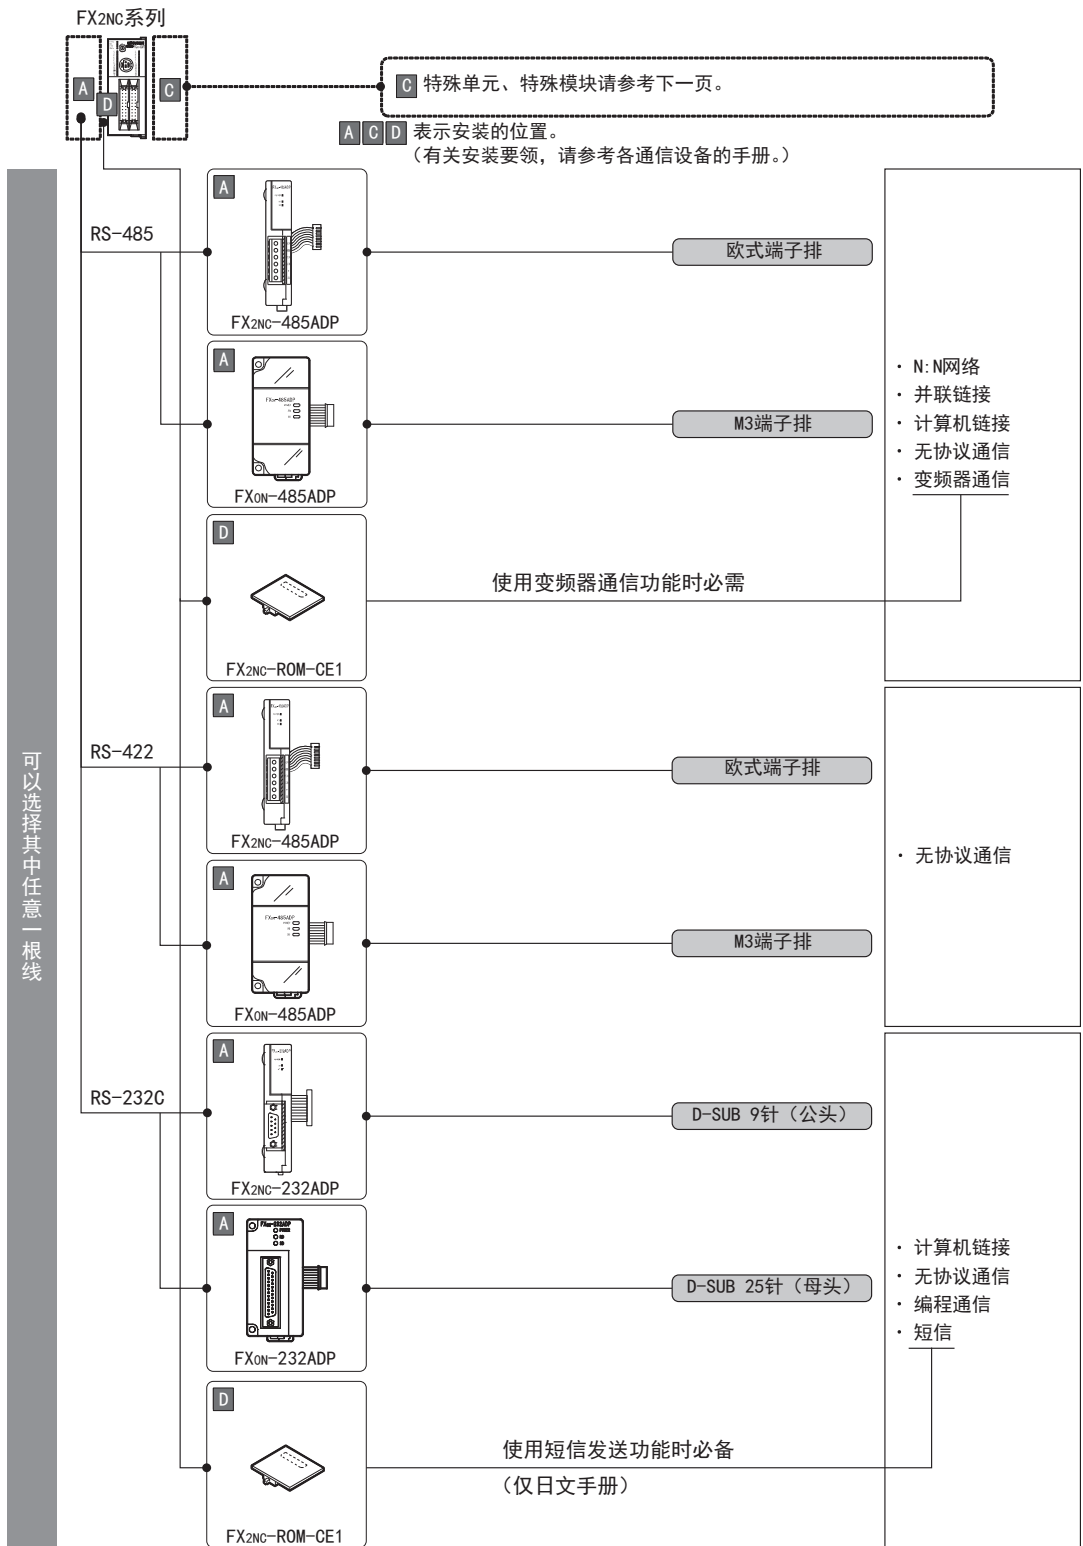 FX2NC系列
A
D
C
C 特殊单元、特殊模块请参考下一页。
A C D 表示安装的位置。
（有关安装要领，请参考各通信设备的手册。）
可以选择其中任意一根线
RS-485
A
FX2NC-485ADP
欧式端子排
A
FX0N-485ADP
FX0N-485ADP
M3端子排
D
FX2NC-ROM-CE1
使用变频器通信功能时必需
· N:N网络
· 并联链接
· 计算机链接
· 无协议通信
· 变频器通信
RS-422
A
FX2NC-485ADP
欧式端子排
A
FX0N-485ADP
FX0N-485ADP
M3端子排
· 无协议通信
RS-232C
A
FX2NC-232ADP
D-SUB 9针（公头）
A
FX0N-232ADP
FX0N-232ADP
D-SUB 25针（母头）
D
FX2NC-ROM-CE1
使用短信发送功能时必备
（仅日文手册）
· 计算机链接
· 无协议通信
· 编程通信
· 短信